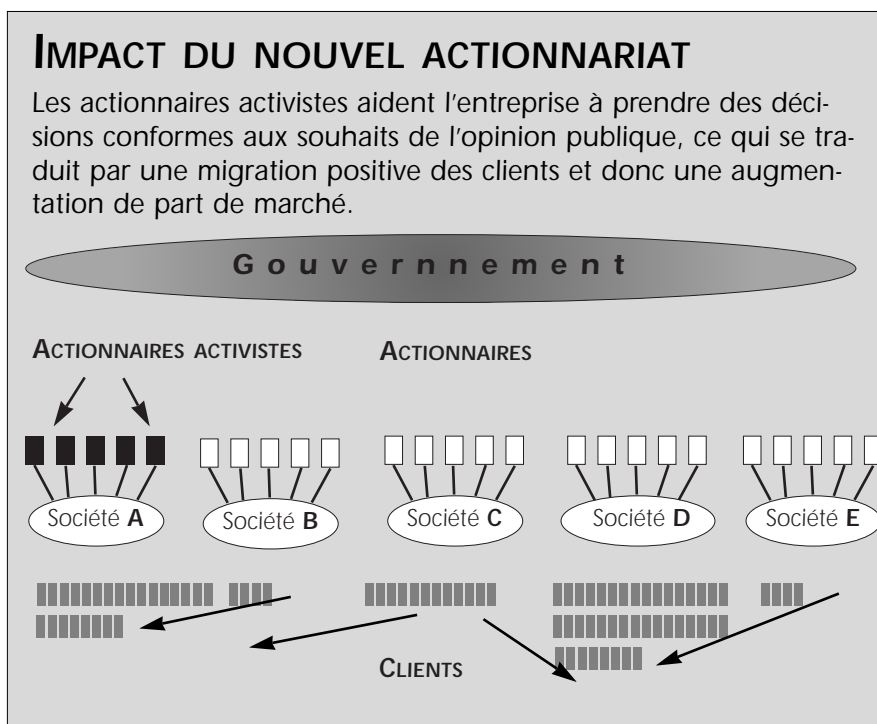 IMPACT DU NOUVEL ACTIONNARIAT
Les actionnaires activistes aident l'entreprise à prendre des déci-
sions conformes aux souhaits de l'opinion publique, ce qui se tra-
duit par une migration positive des clients et donc une augmen-
tation de part de marché.
Gouvernnement
ACTIONNAIRES ACTIVISTES ACTIONNAIRES
Société A Société B Société C Société D Société E
CLIENTS